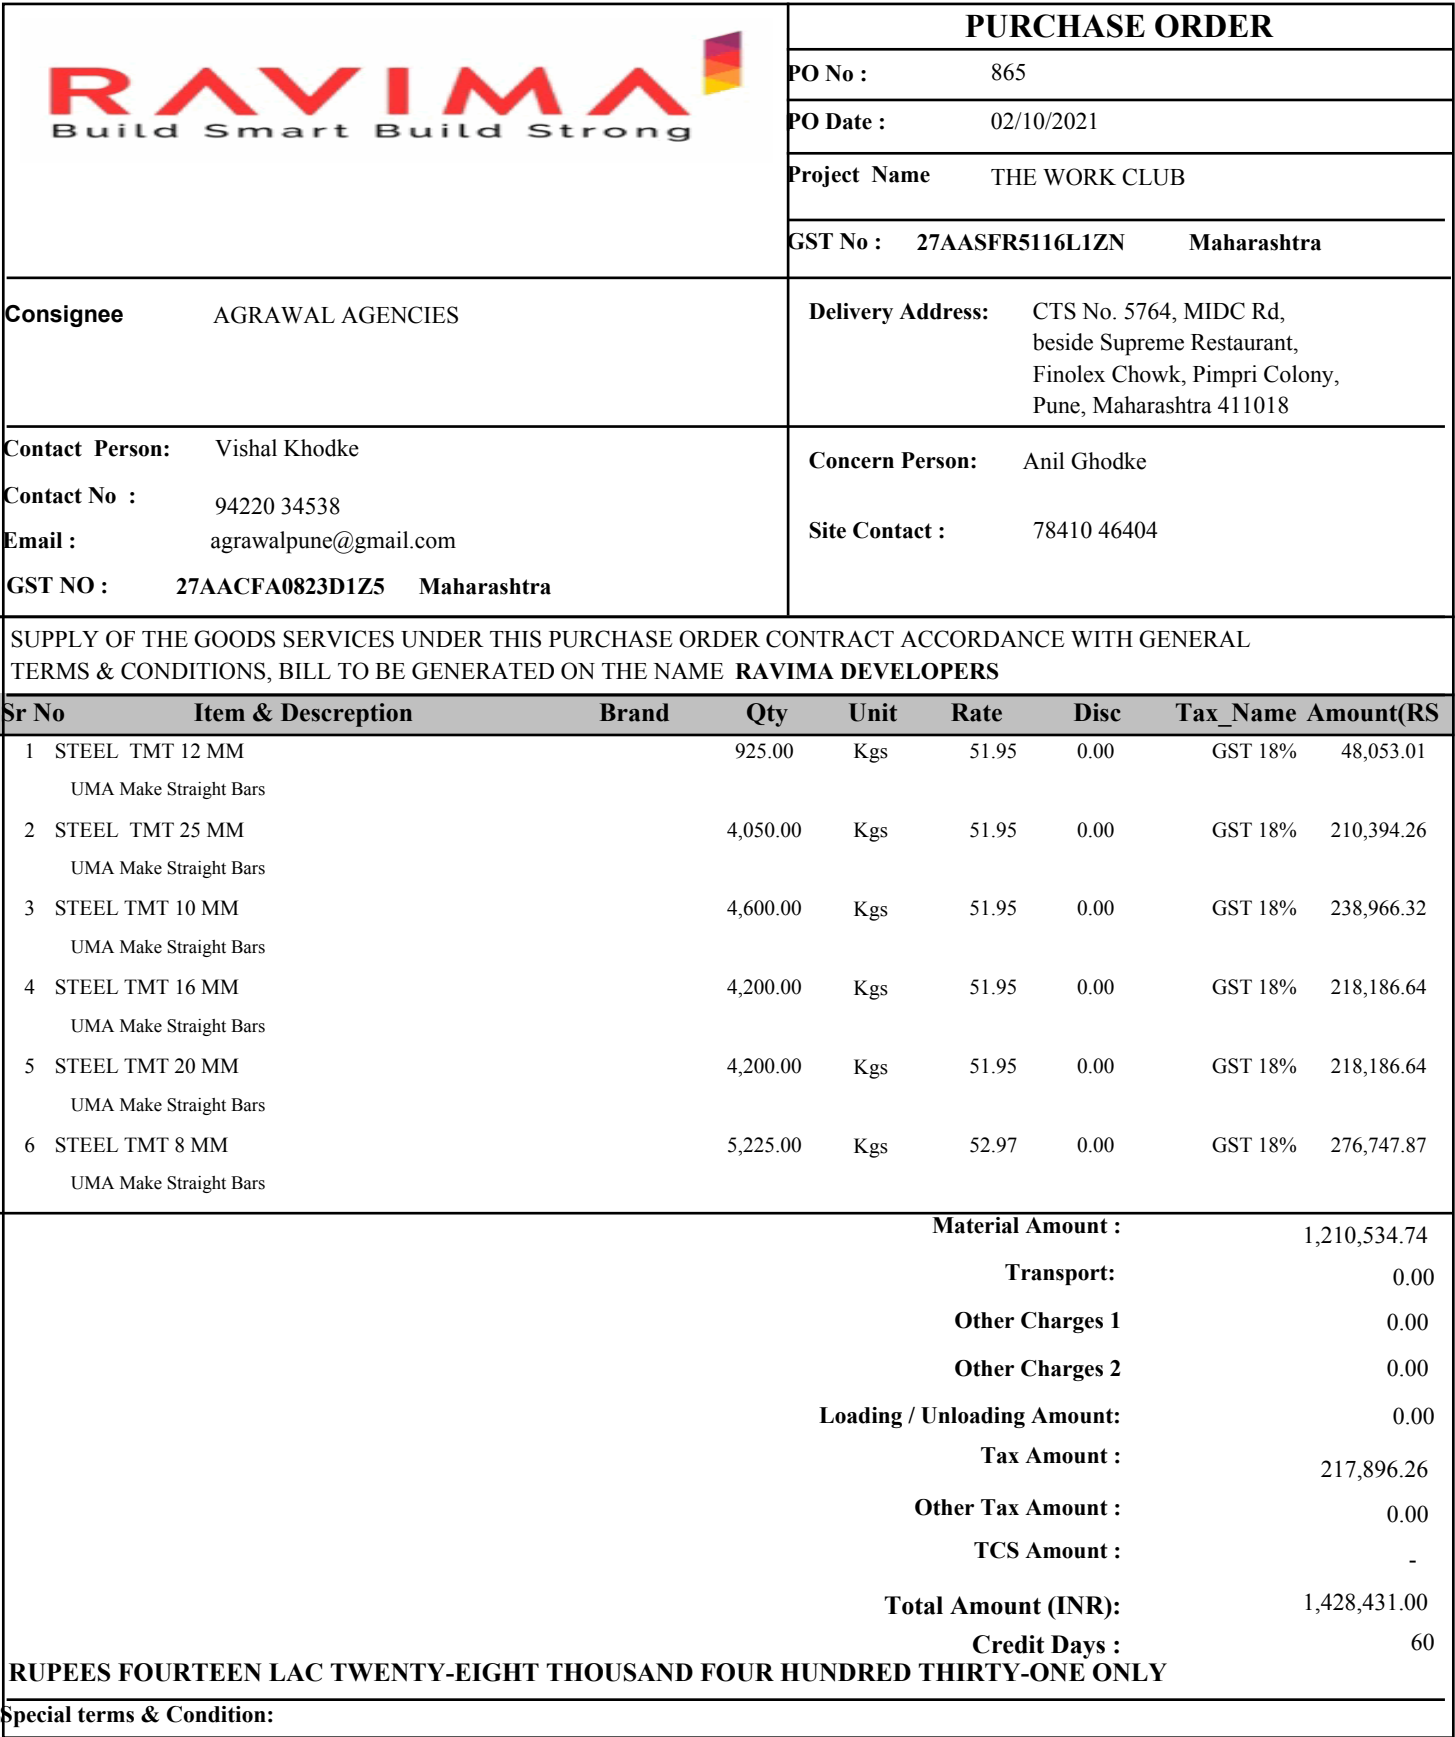 RAVIMA
Build Smart Build Strong
PURCHASE ORDER
PO No : 865
PO Date : 02/10/2021
Project Name THE WORK CLUB
GST No : 27AASFR5116L1ZN Maharashtra
Consignee AGRAWAL AGENCIES
Delivery Address: CTS No. 5764, MIDC Rd,
beside Supreme Restaurant,
Finolex Chowk, Pimpri Colony,
Pune, Maharashtra 411018
Contact Person: Vishal Khodke
Contact No : 94220 34538
Email : agrawalpune@gmail.com
GST NO : 27AACFA0823D1Z5 Maharashtra
Concern Person: Anil Ghodke
Site Contact : 78410 46404
SUPPLY OF THE GOODS SERVICES UNDER THIS PURCHASE ORDER CONTRACT ACCORDANCE WITH GENERAL
TERMS & CONDITIONS, BILL TO BE GENERATED ON THE NAME RAVIMA DEVELOPERS
Sr No Item & Descreption Brand Qty Unit Rate Disc Tax_Name Amount(RS
1 STEEL TMT 12 MM 925.00 Kgs 51.95 0.00 GST 18% 48,053.01
UMA Make Straight Bars
2 STEEL TMT 25 MM 4,050.00 Kgs 51.95 0.00 GST 18% 210,394.26
UMA Make Straight Bars
3 STEEL TMT 10 MM 4,600.00 Kgs 51.95 0.00 GST 18% 238,966.32
UMA Make Straight Bars
4 STEEL TMT 16 MM 4,200.00 Kgs 51.95 0.00 GST 18% 218,186.64
UMA Make Straight Bars
5 STEEL TMT 20 MM 4,200.00 Kgs 51.95 0.00 GST 18% 218,186.64
UMA Make Straight Bars
6 STEEL TMT 8 MM 5,225.00 Kgs 52.97 0.00 GST 18% 276,747.87
UMA Make Straight Bars
Material Amount : 1,210,534.74
Transport: 0.00
Other Charges 1 0.00
Other Charges 2 0.00
Loading / Unloading Amount: 0.00
Tax Amount : 217,896.26
Other Tax Amount : 0.00
TCS Amount : -
Total Amount (INR): 1,428,431.00
Credit Days : 60
RUPEES FOURTEEN LAC TWENTY-EIGHT THOUSAND FOUR HUNDRED THIRTY-ONE ONLY
Special terms & Condition: